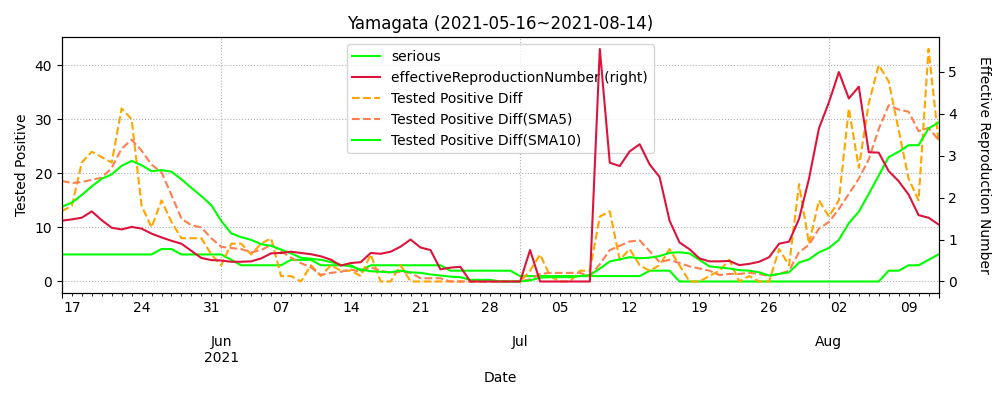 Yamagata (2021-05-16~2021-08-14)
serious
effectiveReproductionNumber (right)
Tested Positive Diff
Tested Positive Diff(SMA5)
Tested Positive Diff(SMA10)
Tested Positive
40
30
20
10
0
Effective Reproduction Number
5
4
3
2
1
0
17 24 31 07 14 21 28 05 12 19 26 02 09
Jun Jul Aug
2021
Date